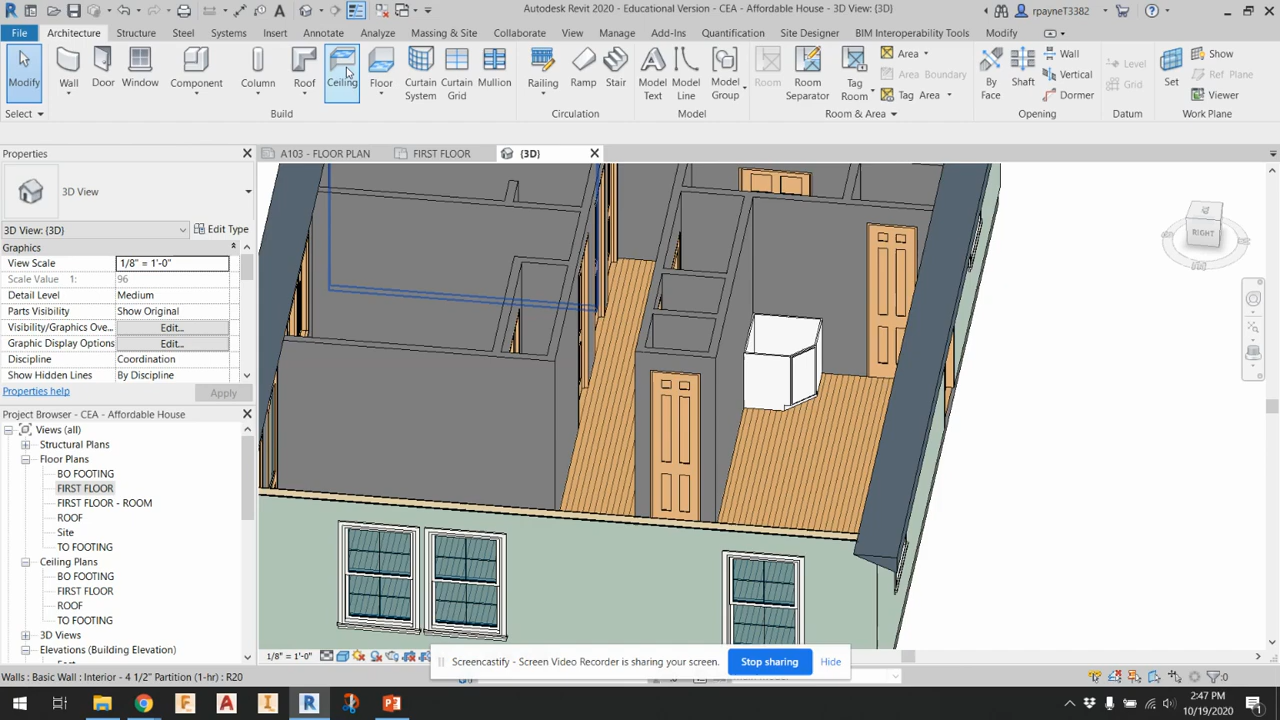 Autodesk Revit 2020 - Educational Version - CEA - Affordable House - 3D View: {3D}
rpayneT3382
File Architecture Structure Steel Systems Insert Annotate Analyze Massing & Site Collaborate View Manage Add-Ins Quantification Site Designer BIM Interoperability Tools Modify
Modify Wall Door Window Component Column Roof Ceiling Floor Curtain System Curtain Grid Mullion Railing Ramp Stair Model Text Model Line Model Group Room Room Separator Tag Room Area Area Boundary Tag Area By Face Shaft Wall Vertical Dormer Level Grid Set Show Ref Plane Viewer
Select Build Circulation Model Room & Area Opening Datum Work Plane
Properties
A103 - FLOOR PLAN FIRST FLOOR {3D}
3D View
3D View: {3D} Edit Type
Graphics
View Scale 1/8" = 1'-0"
Scale Value 1: 96
Detail Level Medium
Parts Visibility Show Original
Visibility/Graphics Ove... Edit...
Graphic Display Options Edit...
Discipline Coordination
Show Hidden Lines By Discipline
Properties help Apply
Project Browser - CEA - Affordable House
Views (all)
Structural Plans
Floor Plans
BO FOOTING
FIRST FLOOR
FIRST FLOOR - ROOM
ROOF
Site
TO FOOTING
Ceiling Plans
BO FOOTING
FIRST FLOOR
ROOF
TO FOOTING
3D Views
Elevations (Building Elevation)
RIGHT
1/8" = 1'-0"
Screencastify - Screen Video Recorder is sharing your screen. Stop sharing Hide
Walls : Basic Wall : Interior - 4 1/2" Partition (1-hr) : R20
:0
2:47 PM
10/19/2020